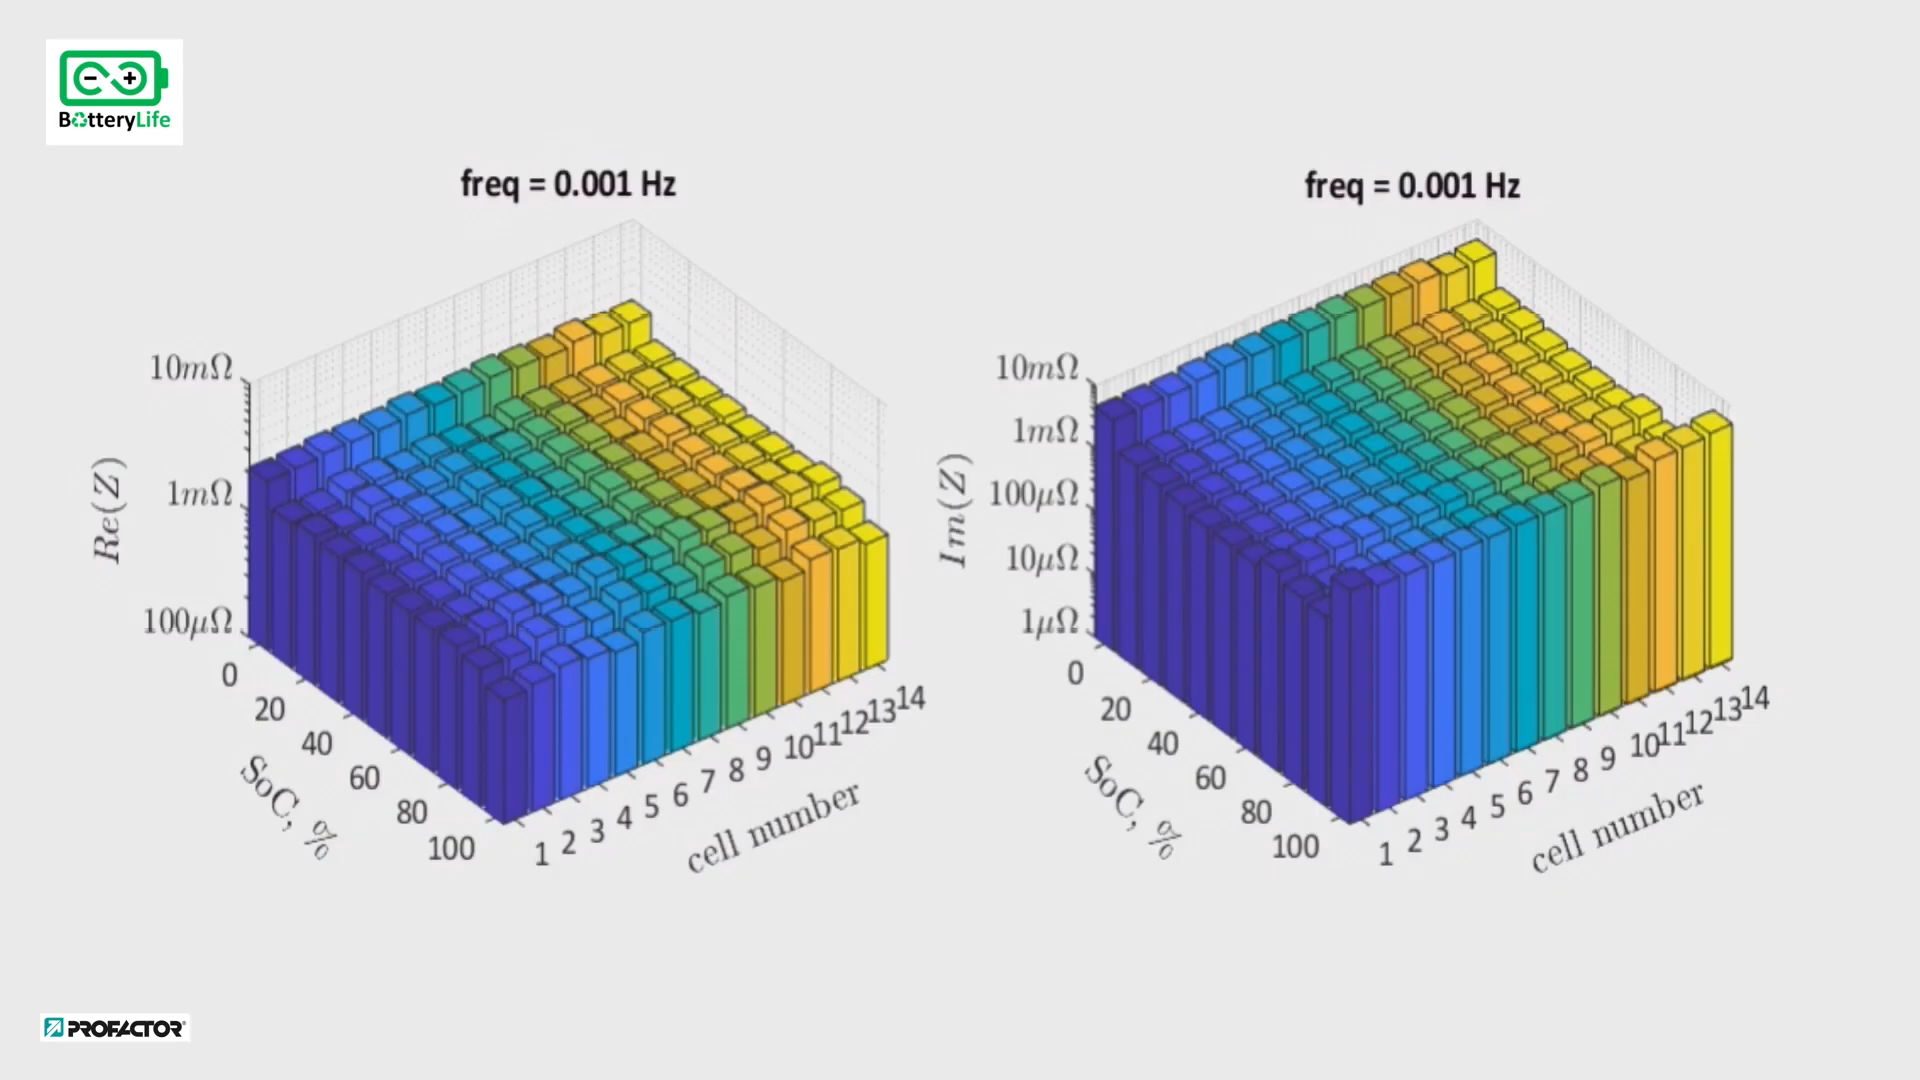 BatteryLife
freq = 0.001 Hz
10mΩ
1mΩ
100μΩ
Re(Z)
0
20
40
60
80
100
SoC, %
1 2 3 4 5 6 7 8 9 10 11 12 13 14
cell number
freq = 0.001 Hz
10mΩ
1mΩ
100μΩ
10μΩ
1μΩ
Im(Z)
0
20
40
60
80
100
SoC, %
1 2 3 4 5 6 7 8 9 10 11 12 13 14
cell number
PROFACTOR